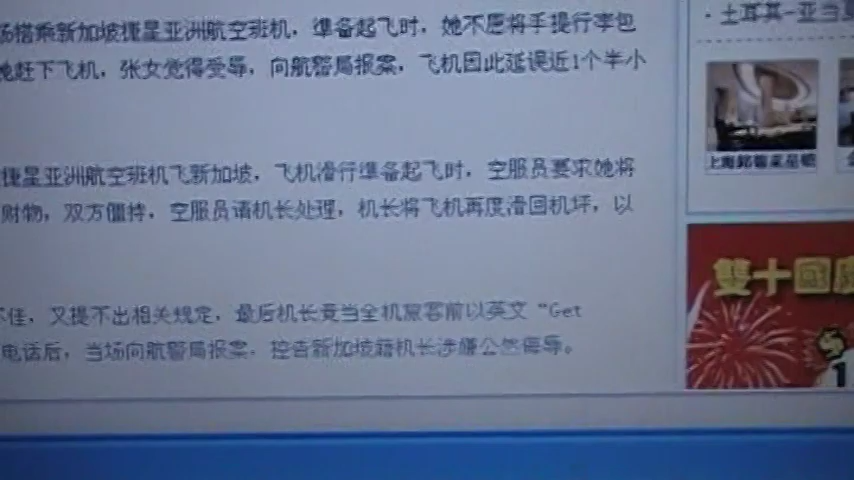 场搭乘新加坡捷星亚洲航空班机，準备起飞时，她不愿将手提行李包
她赶下飞机，张女觉得受辱，向航警局报案，飞机因此延误近1个半小
捷星亚洲航空班机飞新加坡，飞机滑行準备起飞时，空服员要求她将
财物，双方僵持，空服员请机长处理，机长将飞机再度滑回机坪，以
不佳，又提不出相关规定，最后机长竟当全机旅客前以英文“Get
电话后，当场向航警局报案，控告新加坡籍机长涉嫌公然侮辱。
· 土耳其-亚当
雙十國慶
1